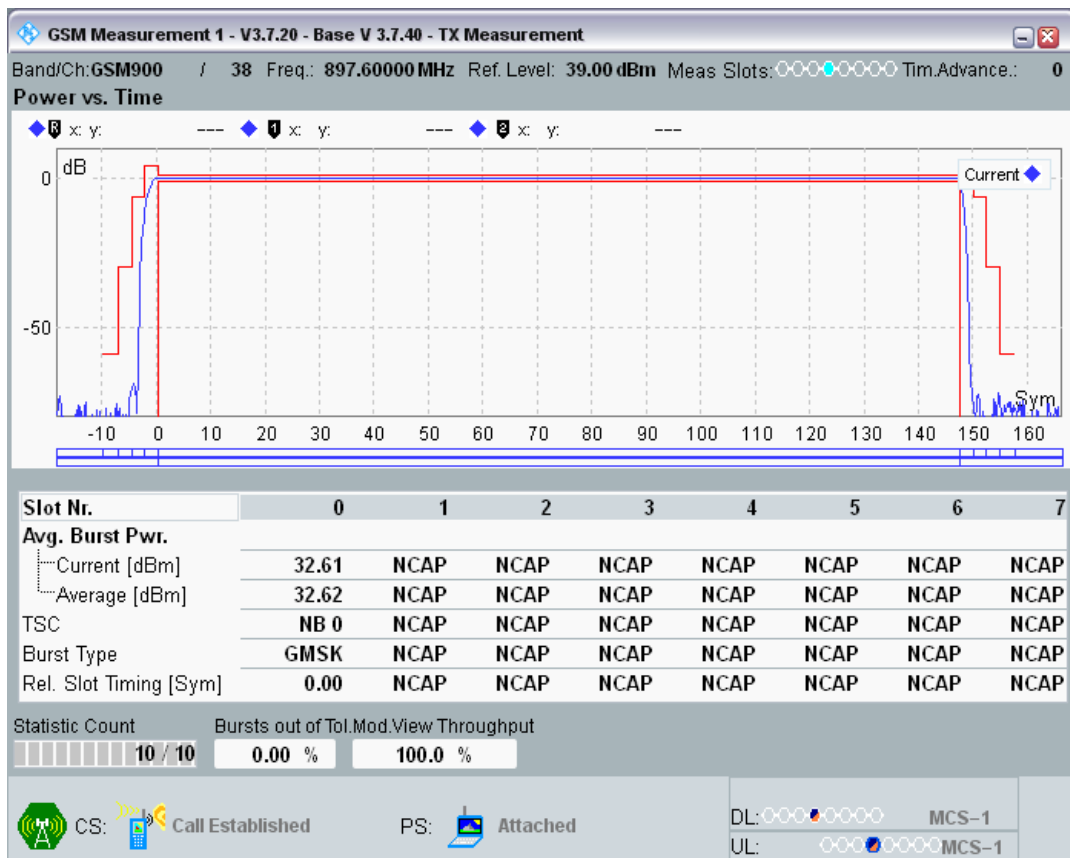 GSM Measurement 1 - V3.7.20 - Base V 3.7.40 - TX Measurement
Band/Ch:GSM900 / 38 Freq.: 897.60000 MHz Ref. Level: 39.00 dBm Meas Slots: Tim.Advance.: 0
Power vs. Time
R x: y: --- 1 x: y: --- 2 x: y: ---
dB
Current
0
-50
Sym
-10 0 10 20 30 40 50 60 70 80 90 100 110 120 130 140 150 160
Slot Nr. 0 1 2 3 4 5 6 7
Avg. Burst Pwr.
Current [dBm] 32.61 NCAP NCAP NCAP NCAP NCAP NCAP NCAP
Average [dBm] 32.62 NCAP NCAP NCAP NCAP NCAP NCAP NCAP
TSC NB 0 NCAP NCAP NCAP NCAP NCAP NCAP NCAP
Burst Type GMSK NCAP NCAP NCAP NCAP NCAP NCAP NCAP
Rel. Slot Timing [Sym] 0.00 NCAP NCAP NCAP NCAP NCAP NCAP NCAP
Statistic Count Bursts out of Tol.Mod.View Throughput
10 / 10 0.00 % 100.0 %
CS: Call Established PS: Attached
DL: MCS-1
UL: MCS-1